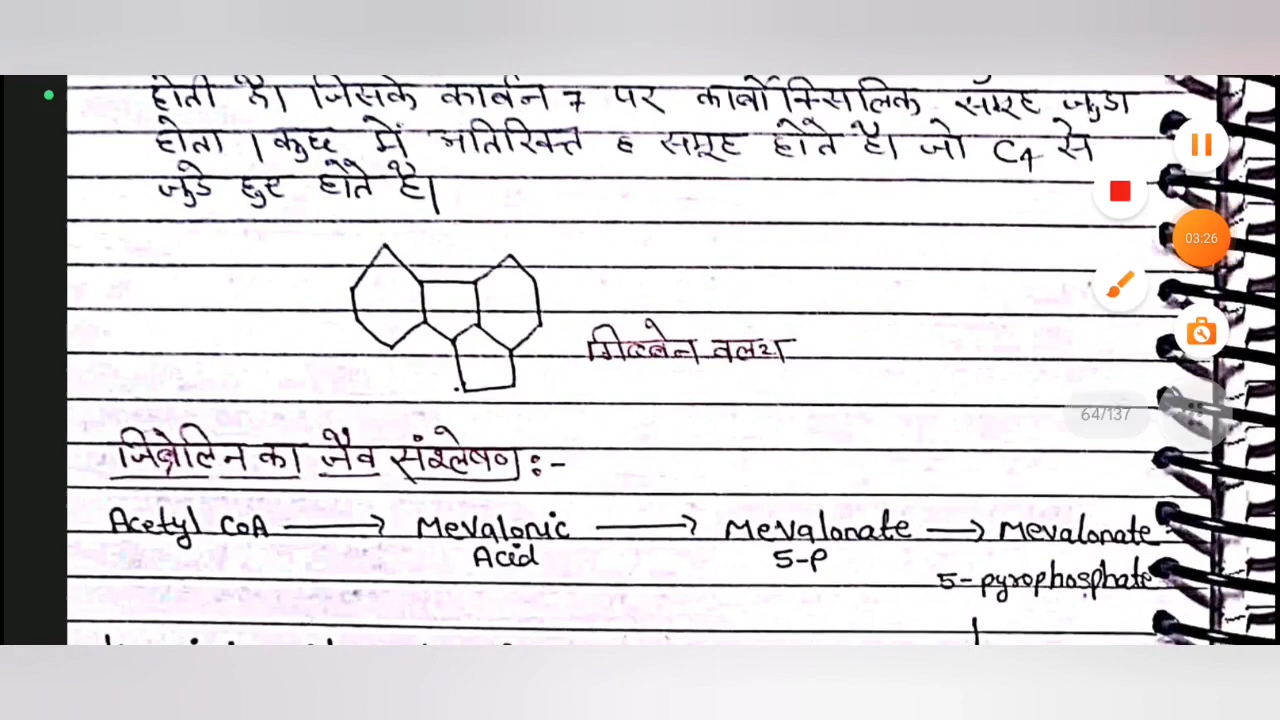 होती है। जिसके कार्बन 7 पर कार्बोक्सिलिक समूह जुडा
होता । कुछ में अतिरिक्त 6 समूह होते है। जो C4 से
जुडे हुए होते है।
03:26
गिब्बेन वलय
64/137
जिब्रेलिन का जैव संश्लेषण :-
Acetyl CoA → Mevalonic → Mevalonate → Mevalonate
Acid 5-P
5-pyrophosphate